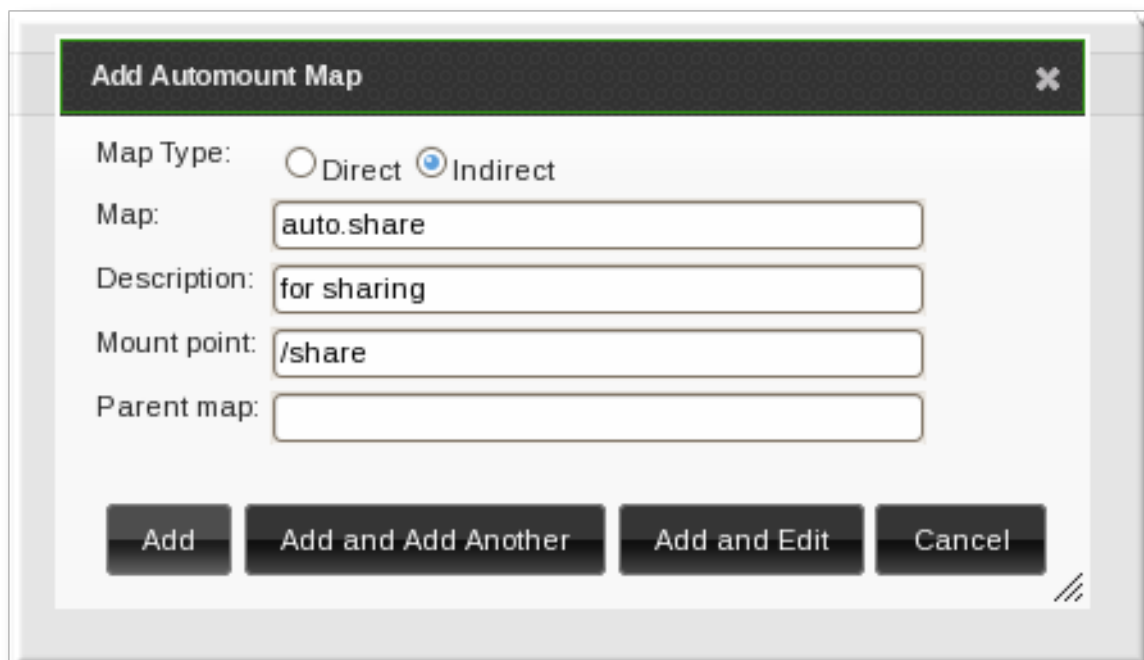 Add Automount Map
Map Type: Direct Indirect
Map: auto.share
Description: for sharing
Mount point: /share
Parent map:
Add Add and Add Another Add and Edit Cancel